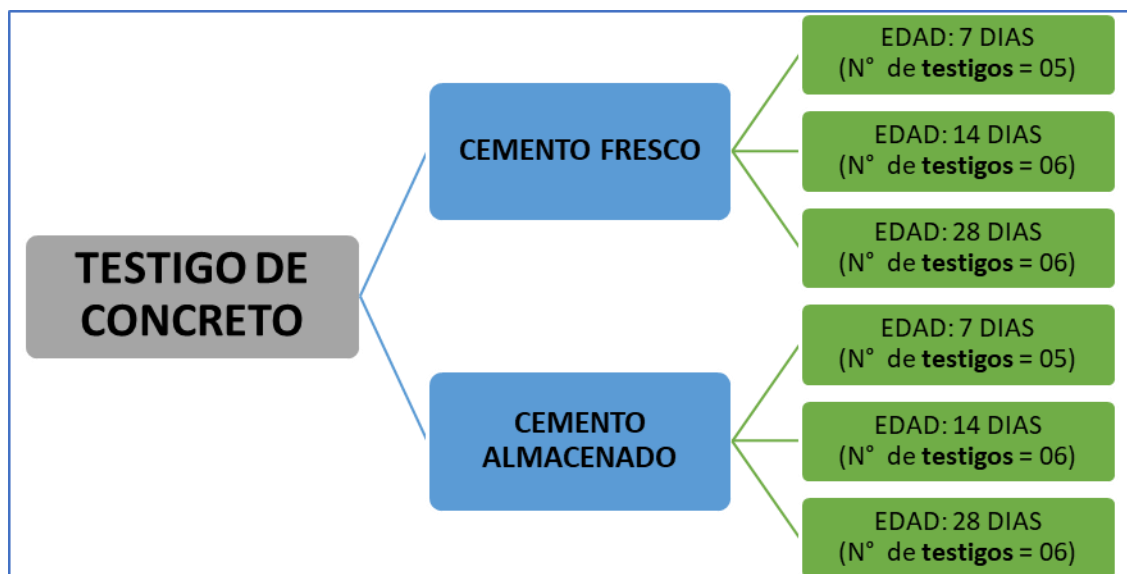 TESTIGO DE
CONCRETO
CEMENTO FRESCO
EDAD: 7 DIAS
(N° de testigos = 05)
EDAD: 14 DIAS
(N° de testigos = 06)
EDAD: 28 DIAS
(N° de testigos = 06)
CEMENTO
ALMACENADO
EDAD: 7 DIAS
(N° de testigos = 05)
EDAD: 14 DIAS
(N° de testigos = 06)
EDAD: 28 DIAS
(N° de testigos = 06)